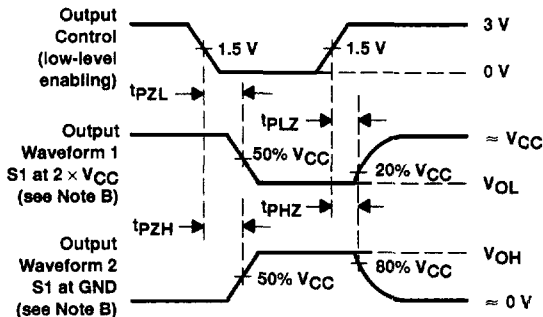 Output
Control
(low-level
enabling)
1.5 V
1.5 V
3 V
0 V
tPZL
tPLZ
Output
Waveform 1
S1 at 2 × VCC
(see Note B)
50% VCC
20% VCC
≈ VCC
VOL
tPZH
tPHZ
Output
Waveform 2
S1 at GND
(see Note B)
50% VCC
80% VCC
VOH
≈ 0 V